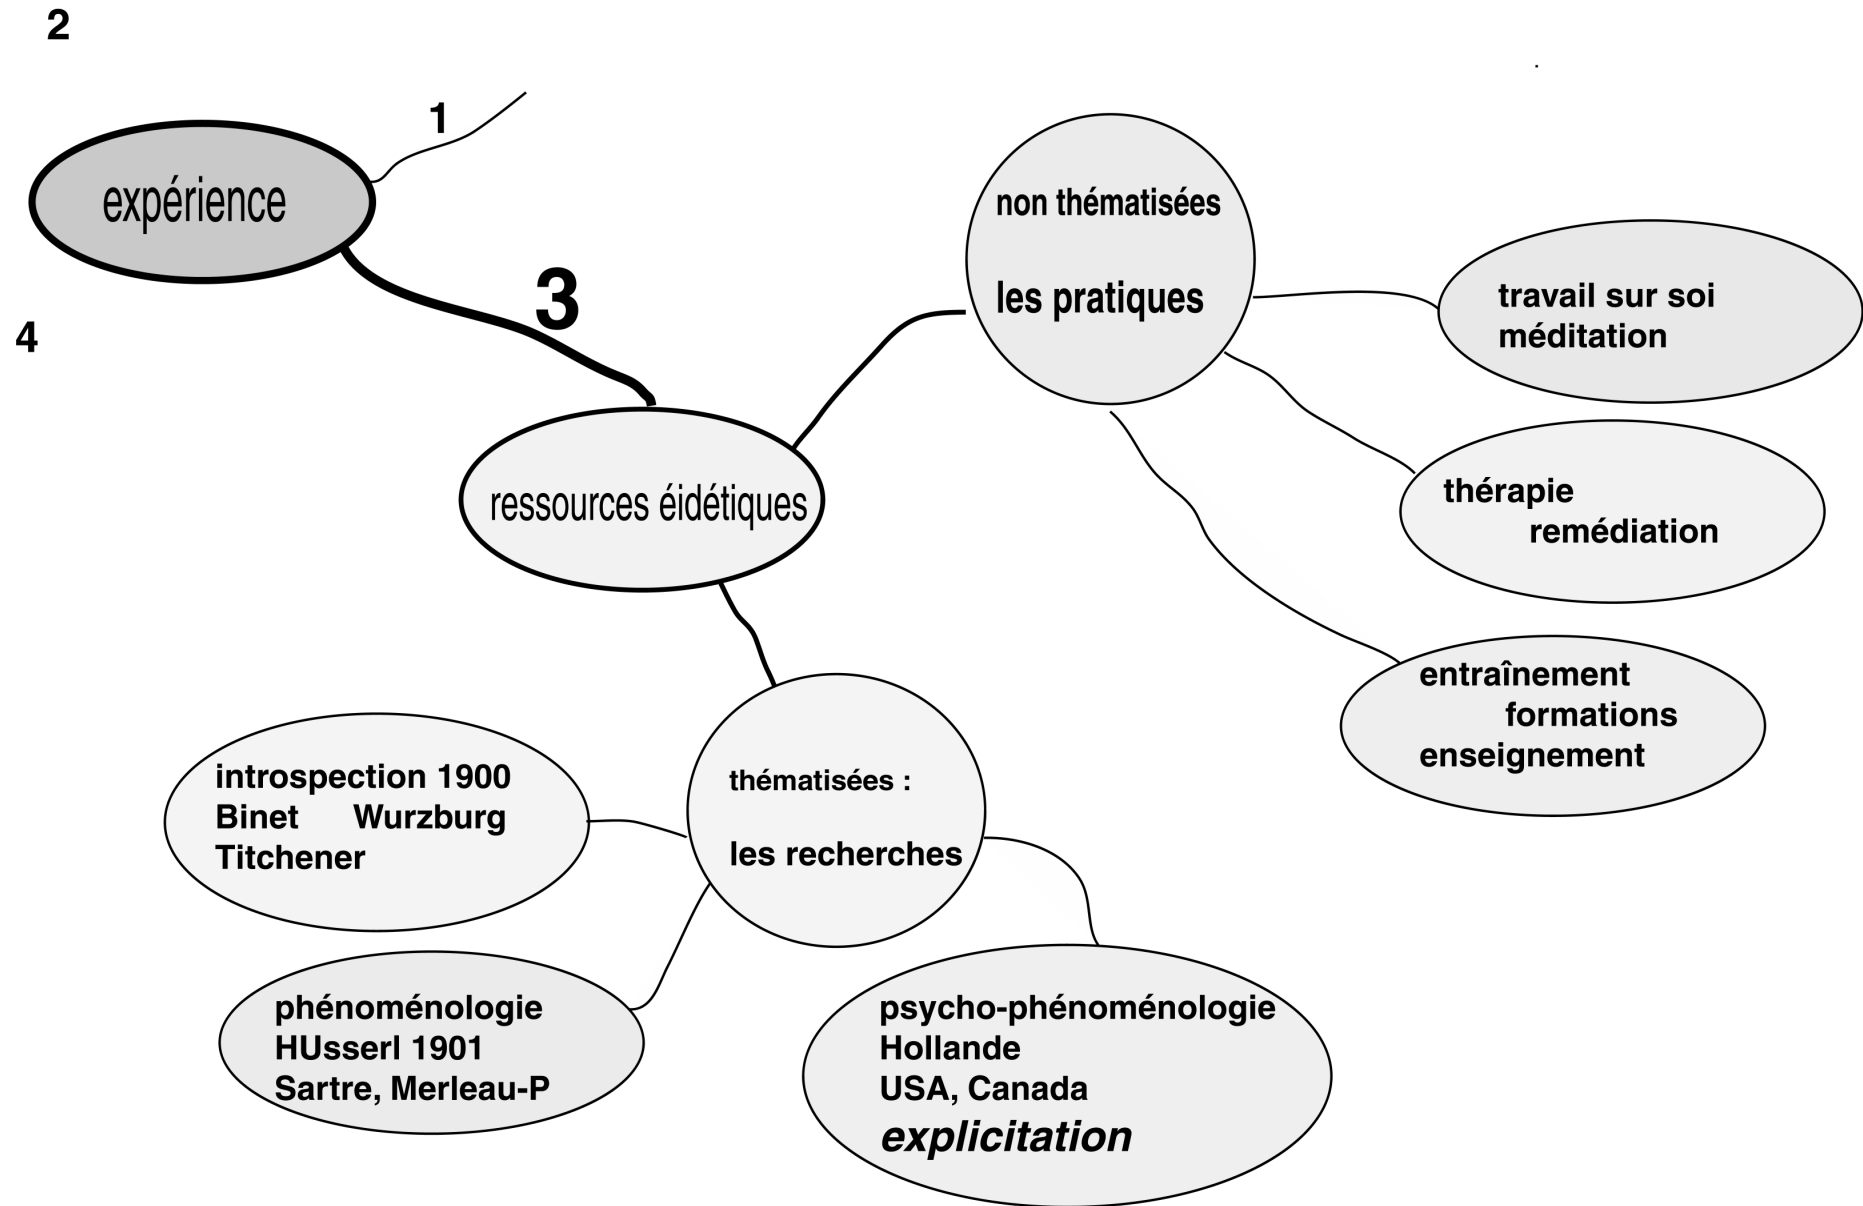 2
1
expérience
3
4
non thématisées
les pratiques
travail sur soi
méditation
thérapie
remédiation
entraînement
formations
enseignement
ressources éidétiques
thématisées :
les recherches
introspection 1900
Binet Wurzburg
Titchener
phénoménologie
HUsserl 1901
Sartre, Merleau-P
psycho-phénoménologie
Hollande
USA, Canada
explicitation